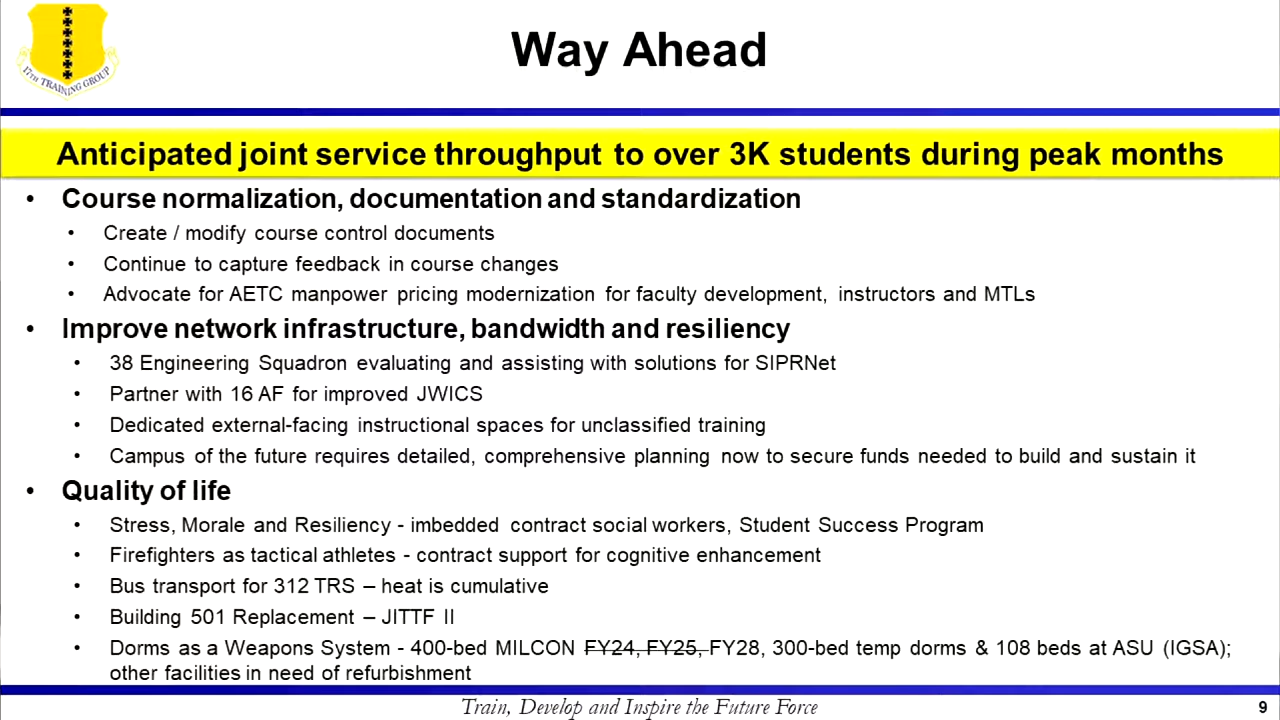 17TH TRAINING GROUP
Way Ahead
Anticipated joint service throughput to over 3K students during peak months
• Course normalization, documentation and standardization
• Create / modify course control documents
• Continue to capture feedback in course changes
• Advocate for AETC manpower pricing modernization for faculty development, instructors and MTLs
• Improve network infrastructure, bandwidth and resiliency
• 38 Engineering Squadron evaluating and assisting with solutions for SIPRNet
• Partner with 16 AF for improved JWICS
• Dedicated external-facing instructional spaces for unclassified training
• Campus of the future requires detailed, comprehensive planning now to secure funds needed to build and sustain it
• Quality of life
• Stress, Morale and Resiliency - imbedded contract social workers, Student Success Program
• Firefighters as tactical athletes - contract support for cognitive enhancement
• Bus transport for 312 TRS – heat is cumulative
• Building 501 Replacement – JITTF II
• Dorms as a Weapons System - 400-bed MILCON FY24, FY25, FY28, 300-bed temp dorms & 108 beds at ASU (IGSA);
other facilities in need of refurbishment
Train, Develop and Inspire the Future Force
9